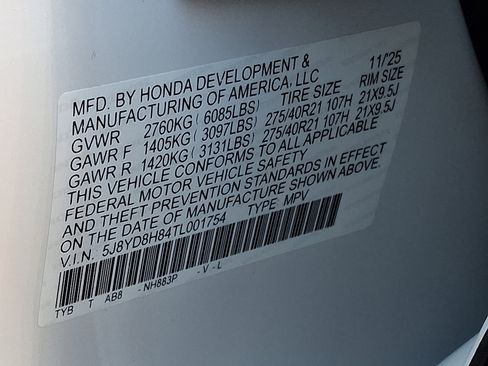 MFD. BY HONDA DEVELOPMENT & 11/'25
MANUFACTURING OF AMERICA, LLC
TIRE SIZE RIM SIZE
GVWR 2760KG (6085LBS)
GAWR F 1405KG (3097LBS) 275/40R21 107H 21X9.5J
GAWR R 1420KG (3131LBS) 275/40R21 107H 21X9.5J
THIS VEHICLE CONFORMS TO ALL APPLICABLE
FEDERAL MOTOR VEHICLE SAFETY
AND THEFT PREVENTION STANDARDS IN EFFECT
ON THE DATE OF MANUFACTURE SHOWN ABOVE.
V.I.N. 5J8YD8H84TL001754 TYPE MPV
TYB T AB8 -NH883P -V-L